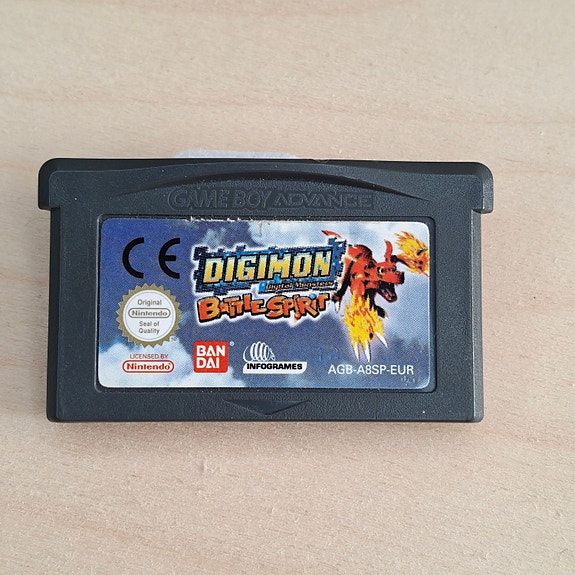 GAME BOY ADVANCE
CE
DIGIMON
Digital Monsters
BATTLE SPIRIT
Original
Nintendo
Seal of
Quality
LICENSED BY
Nintendo
BAN
DAI
INFOGRAMES
AGB-A8SP-EUR